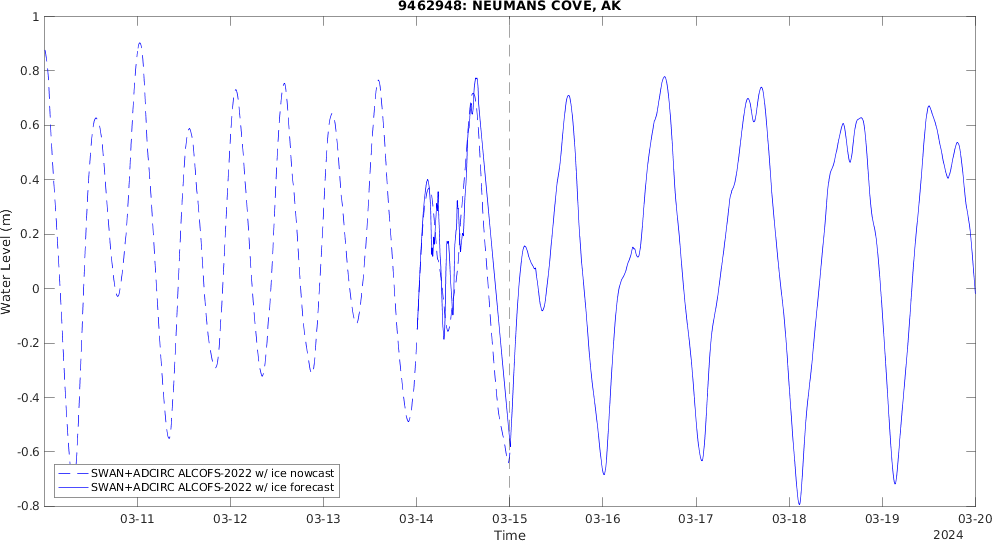 9462948: NEUMANS COVE, AK
Water Level (m)
1
0.8
0.6
0.4
0.2
0
-0.2
-0.4
-0.6
-0.8
SWAN+ADCIRC ALCOFS-2022 w/ ice nowcast
SWAN+ADCIRC ALCOFS-2022 w/ ice forecast
03-11 03-12 03-13 03-14 03-15 03-16 03-17 03-18 03-19 03-20
Time
2024